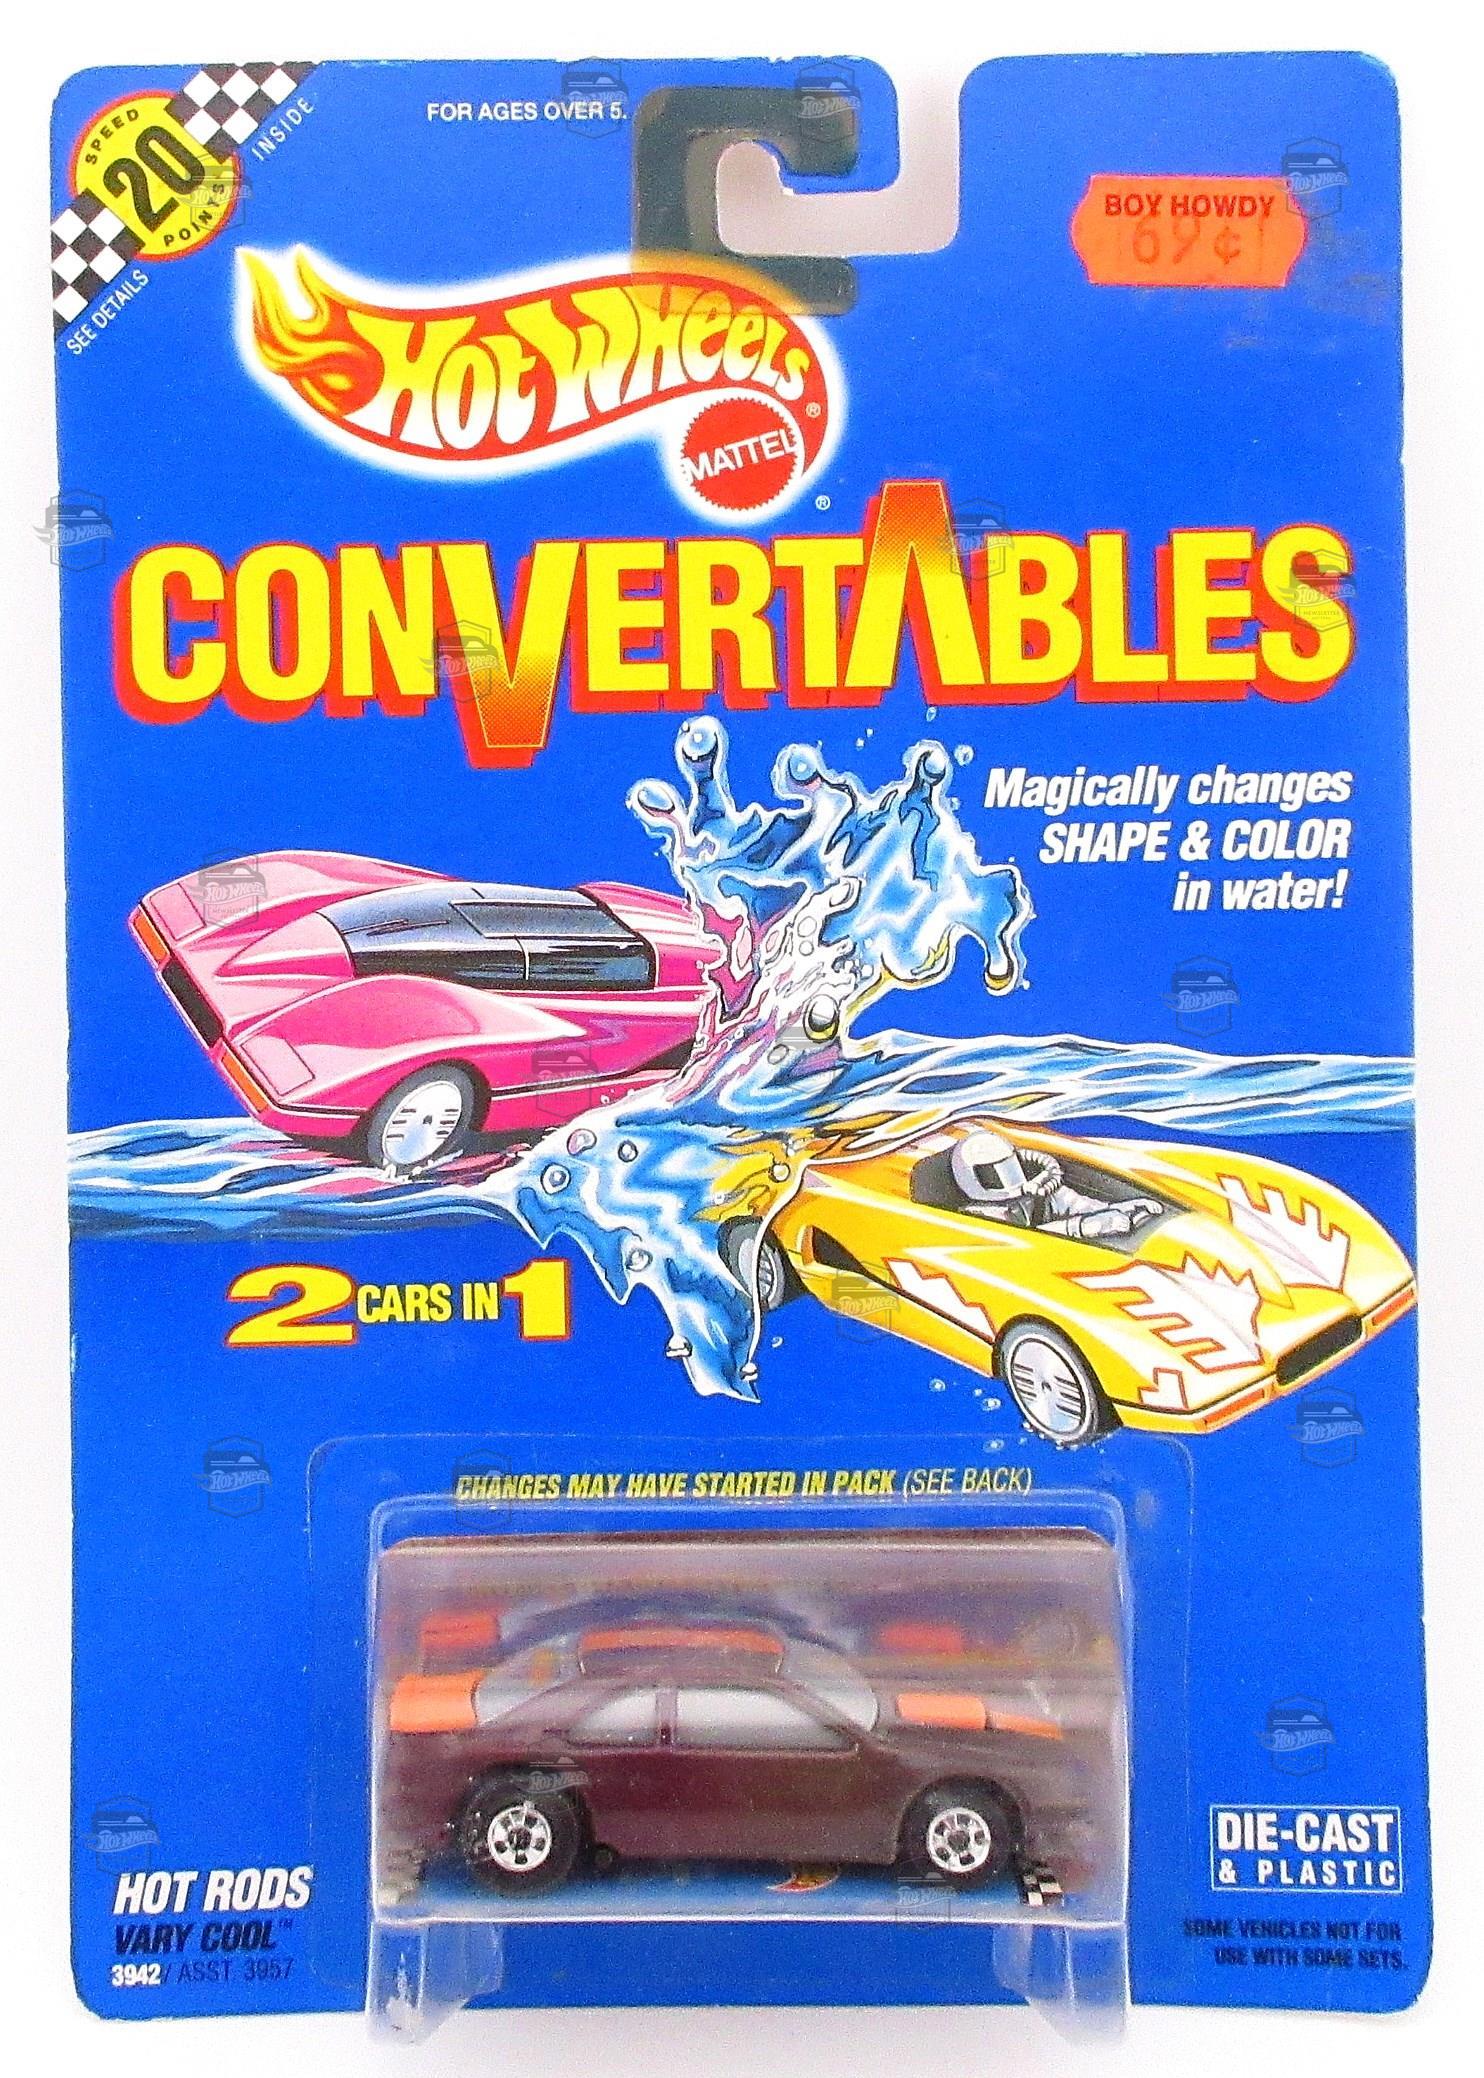 SPEED
20
POINTS
INSIDE
SEE DETAILS
FOR AGES OVER 5.
BOY HOWDY
69¢
HOT WHEELS®
MATTEL
®
CONVERTABLES
Magically changes
SHAPE & COLOR
in water!
2 CARS IN 1
CHANGES MAY HAVE STARTED IN PACK (SEE BACK)
HOT RODS
VARY COOL™
3942/ ASST 3957
DIE-CAST
& PLASTIC
SOME VEHICLES NOT FOR
USE WITH SOME SETS.